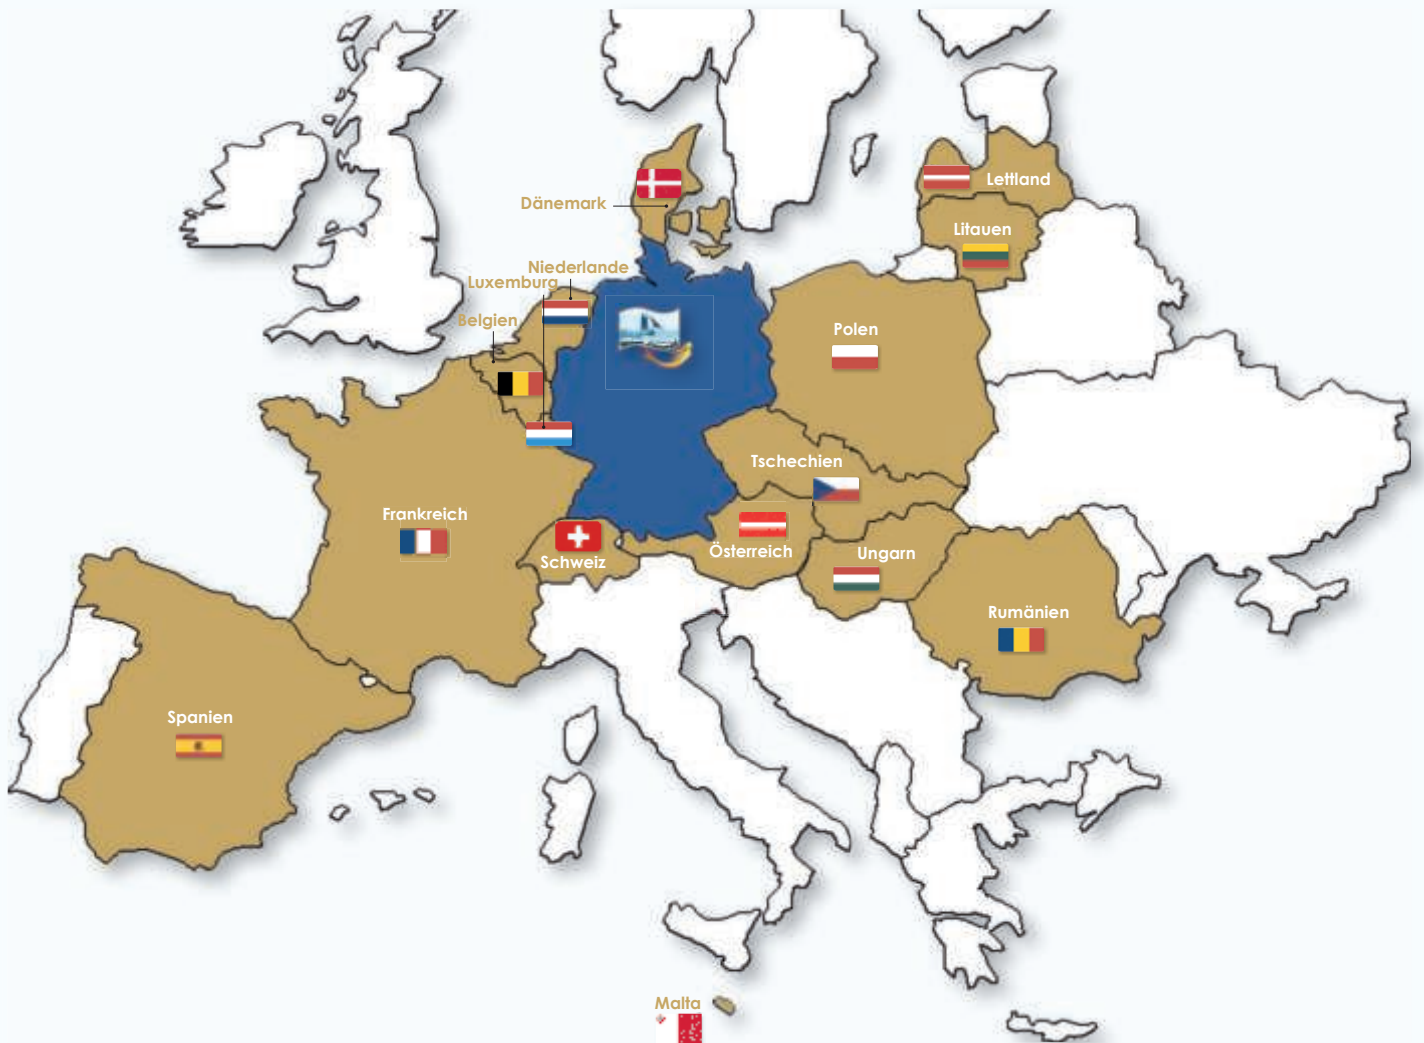 Lettland
Dänemark
Litauen
Niederlande
Luxemburg
Belgien
Polen
Tschechien
Frankreich
Österreich
Ungarn
Schweiz
Rumänien
Spanien
Malta